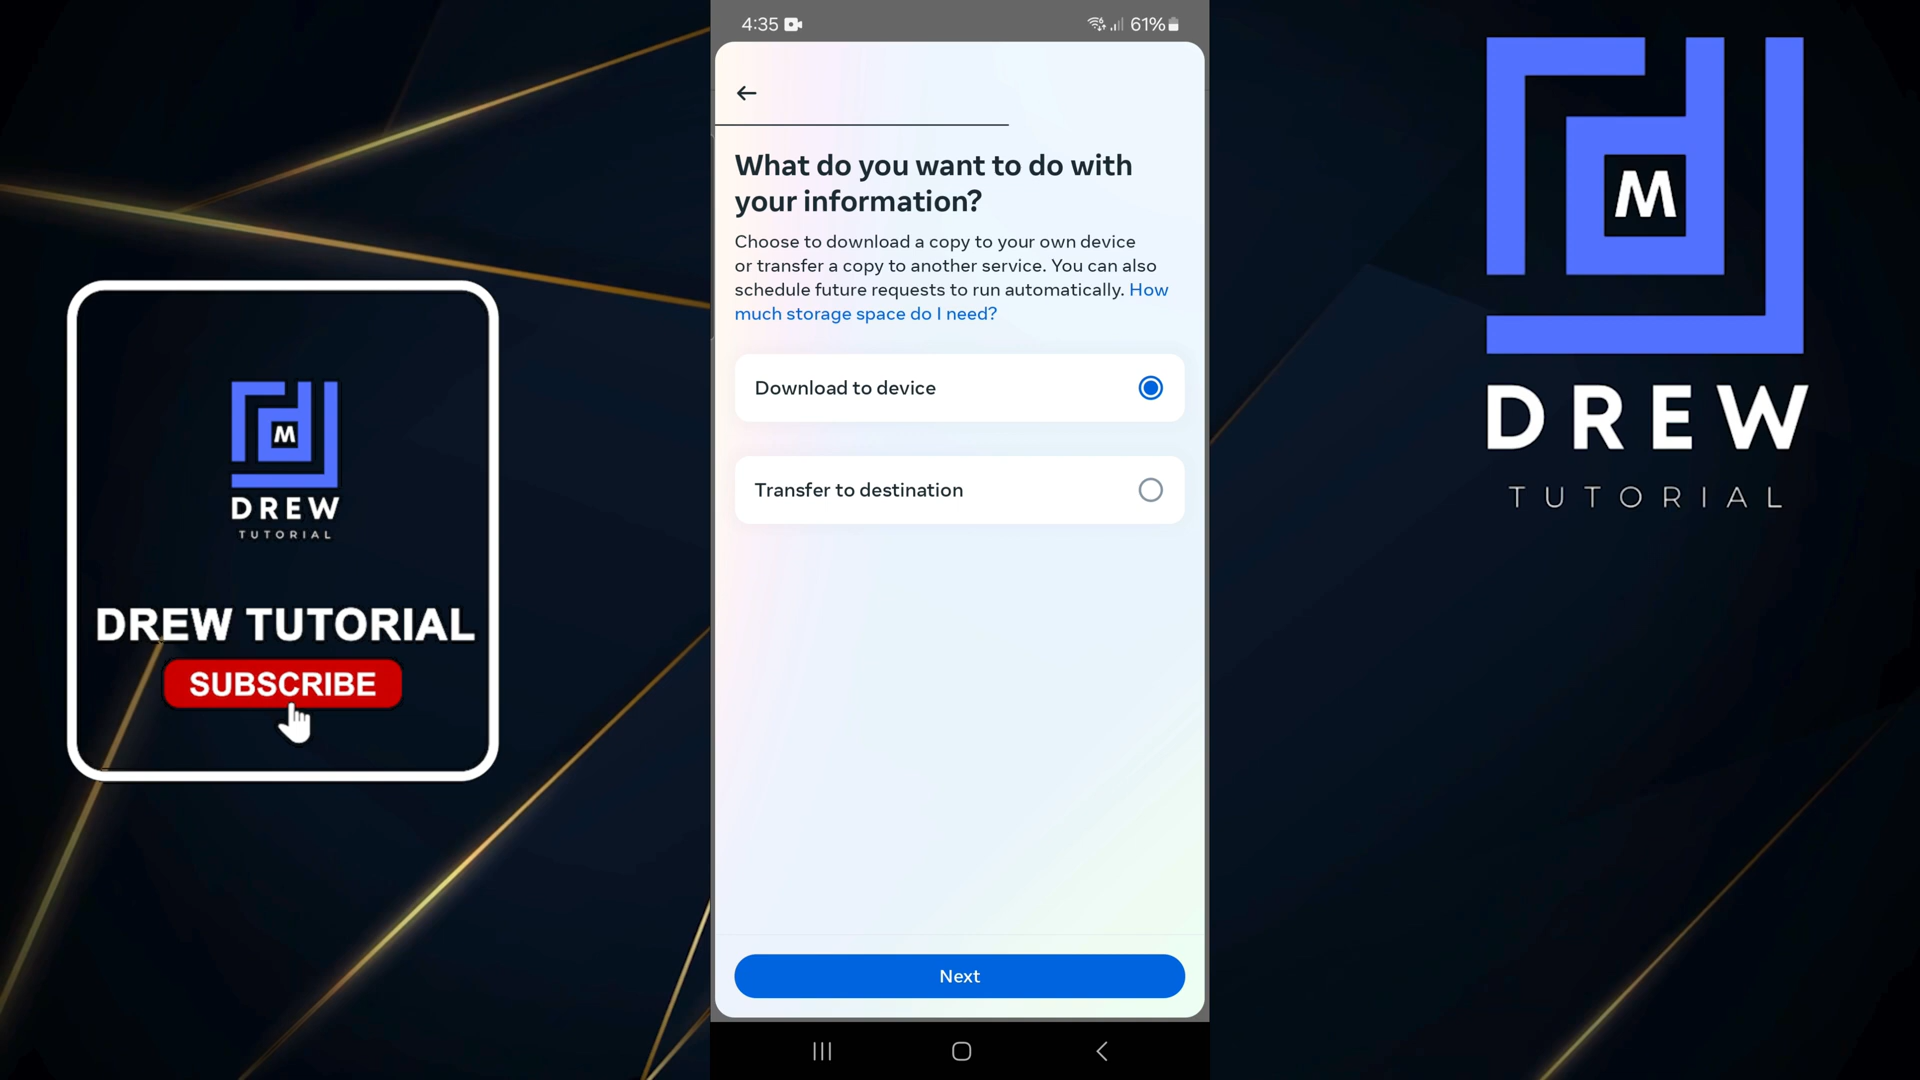 4:35
61%
What do you want to do with
your information?
Choose to download a copy to your own device
or transfer a copy to another service. You can also
schedule future requests to run automatically. How
much storage space do I need?
Download to device
Transfer to destination
Next
M
DREW
TUTORIAL
DREW TUTORIAL
SUBSCRIBE
M
DREW
TUTORIAL